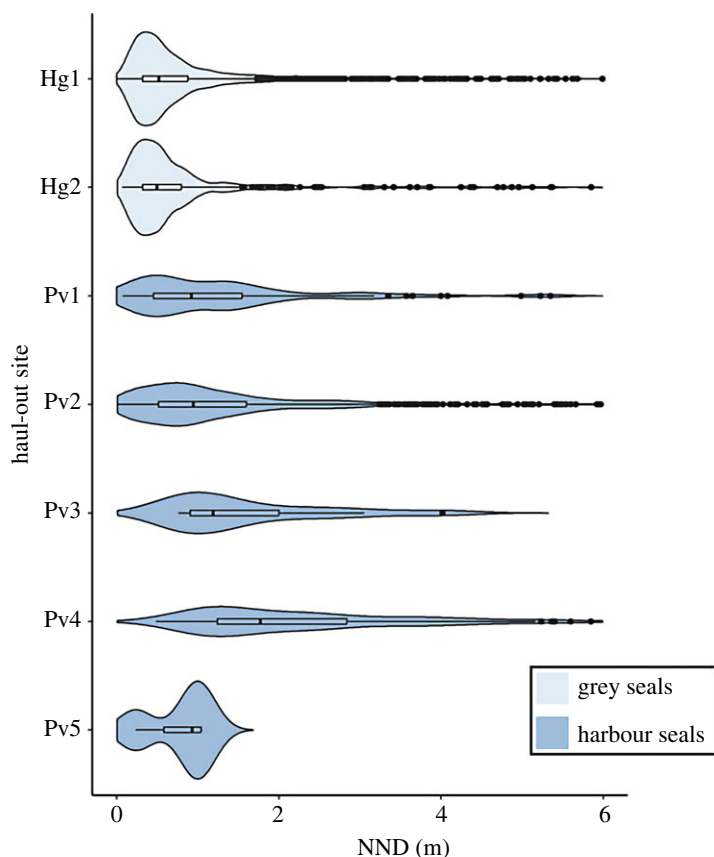 haul-out site
Hg1
Hg2
Pv1
Pv2
Pv3
Pv4
Pv5
grey seals
harbour seals
0 2 4 6
NND (m)